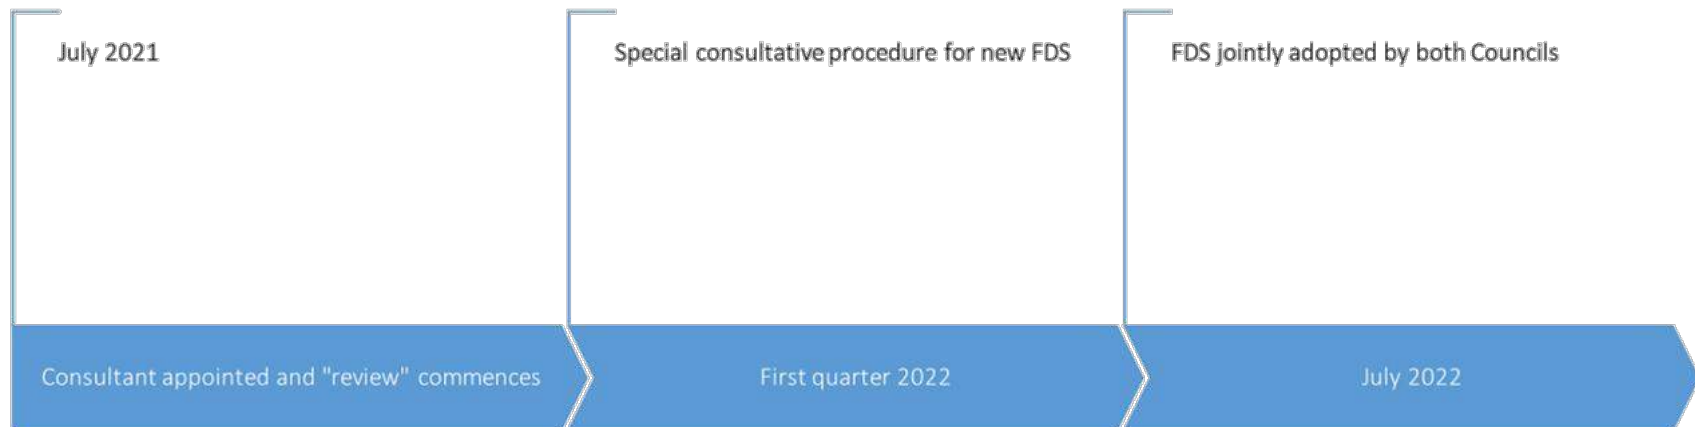 July 2021
Special consultative procedure for new FDS
FDS jointly adopted by both Councils
Consultant appointed and "review" commences
First quarter 2022
July 2022